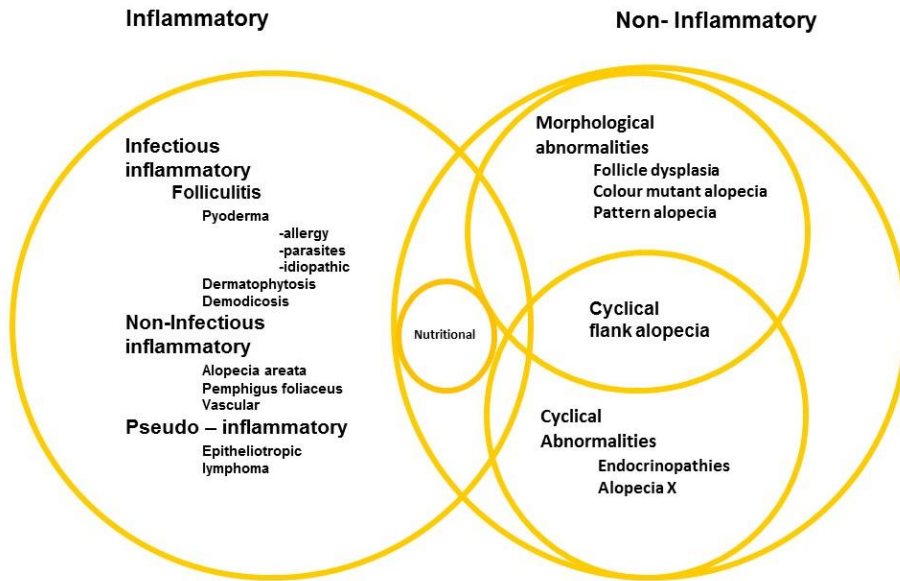 Inflammatory
Non- Inflammatory
Infectious
inflammatory
Folliculitis
Pyoderma
-allergy
-parasites
-idiopathic
Dermatophytosis
Demodicosis
Non-Infectious
inflammatory
Alopecia areata
Pemphigus foliaceus
Vascular
Pseudo – inflammatory
Epitheliotropic
lymphoma
Nutritional
Morphological
abnormalities
Follicle dysplasia
Colour mutant alopecia
Pattern alopecia
Cyclical
flank alopecia
Cyclical
Abnormalities
Endocrinopathies
Alopecia X